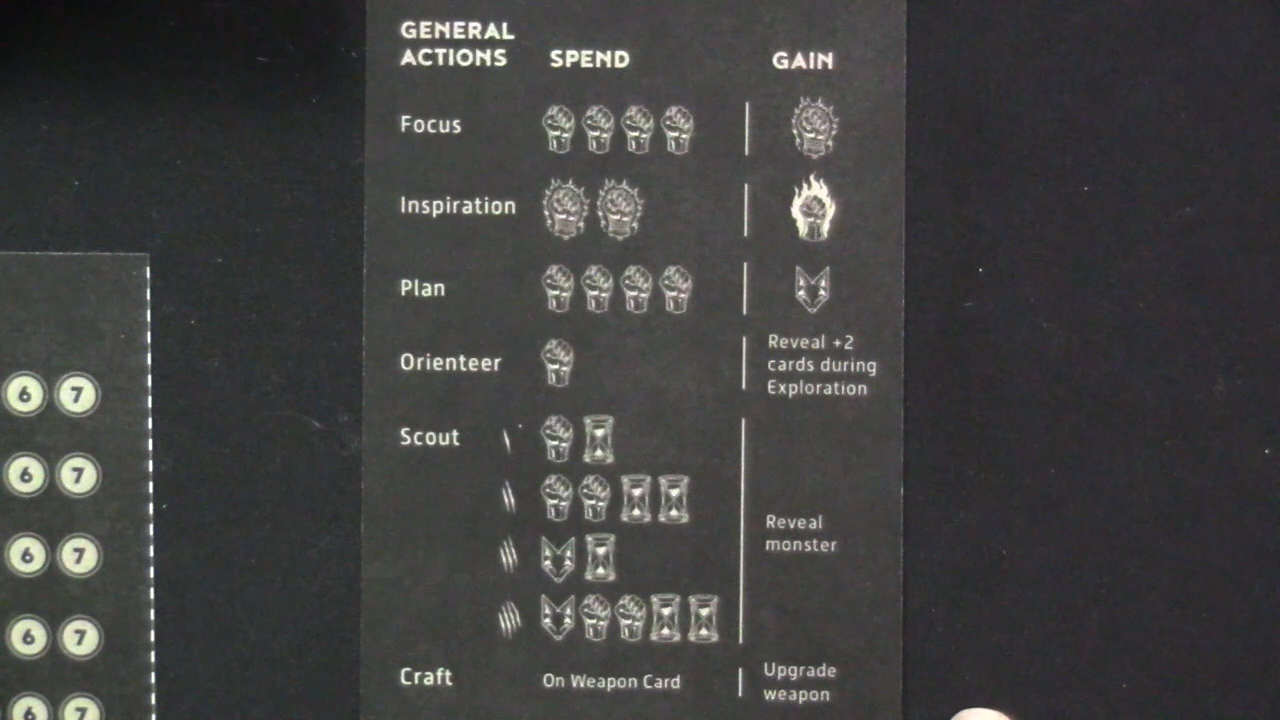 GENERAL
ACTIONS SPEND GAIN
Focus
Inspiration
Plan
Orienteer
Reveal +2
cards during
Exploration
Scout
Reveal
monster
Craft On Weapon Card
Upgrade
weapon
6 7
6 7
6 7
6 7
6 7